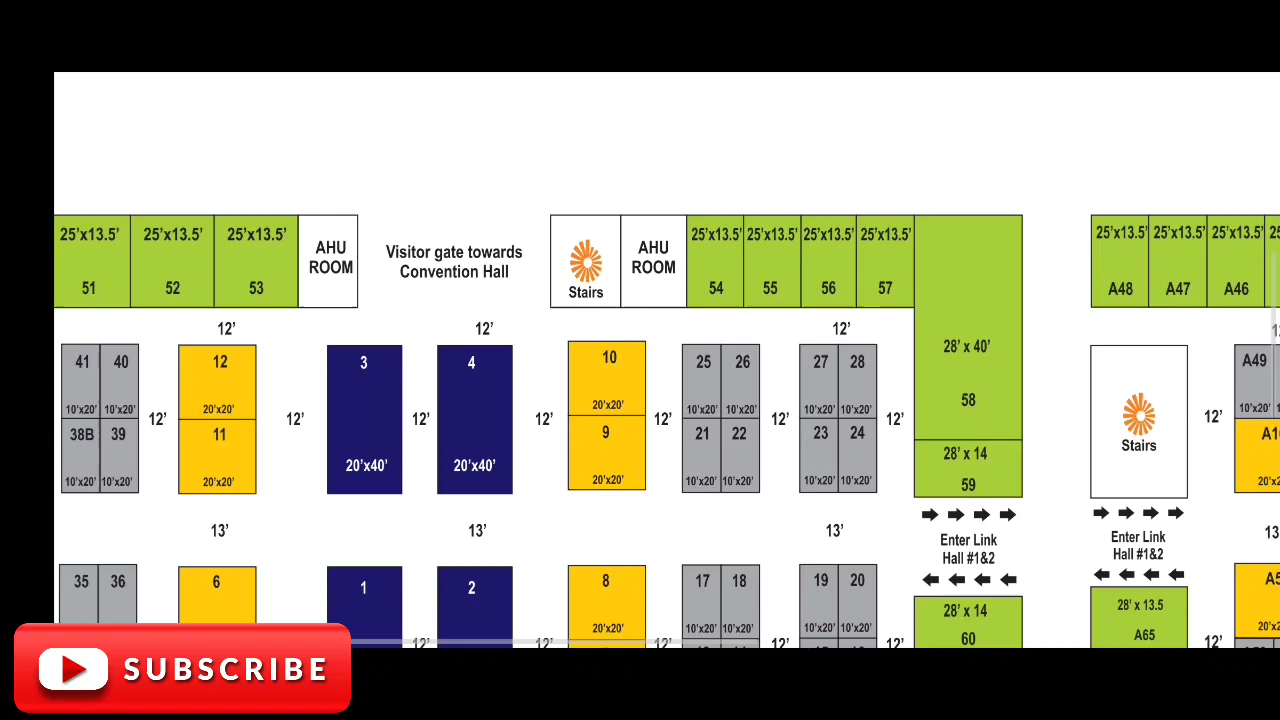 25'x13.5' 25'x13.5' 25'x13.5'
51 52 53
AHU
ROOM
Visitor gate towards
Convention Hall
Stairs
AHU
ROOM
25'x13.5' 25'x13.5' 25'x13.5' 25'x13.5'
54 55 56 57
25'x13.5' 25'x13.5' 25'x13.5'
A48 A47 A46
12' 12' 12'
41 40
10'x20' 10'x20'
38B 39
10'x20' 10'x20'
12'
12
20'x20'
11
20'x20'
12'
3
20'x40'
12'
4
20'x40'
12'
10
20'x20'
9
20'x20'
12'
25 26
10'x20' 10'x20'
21 22
10'x20' 10'x20'
12'
27 28
10'x20' 10'x20'
23 24
10'x20' 10'x20'
12'
28' x 40'
58
28' x 14
59
Stairs
12'
A49
10'x20'
13' 13' 13' 13
Enter Link
Hall #1&2
Enter Link
Hall #1&2
35 36
6
1
2
8
20'x20'
17 18
10'x20' 10'x20'
19 20
10'x20' 10'x20'
28' x 14
60
28' x 13.5
A65
12' 12' 12' 12' 12' 12'
SUBSCRIBE